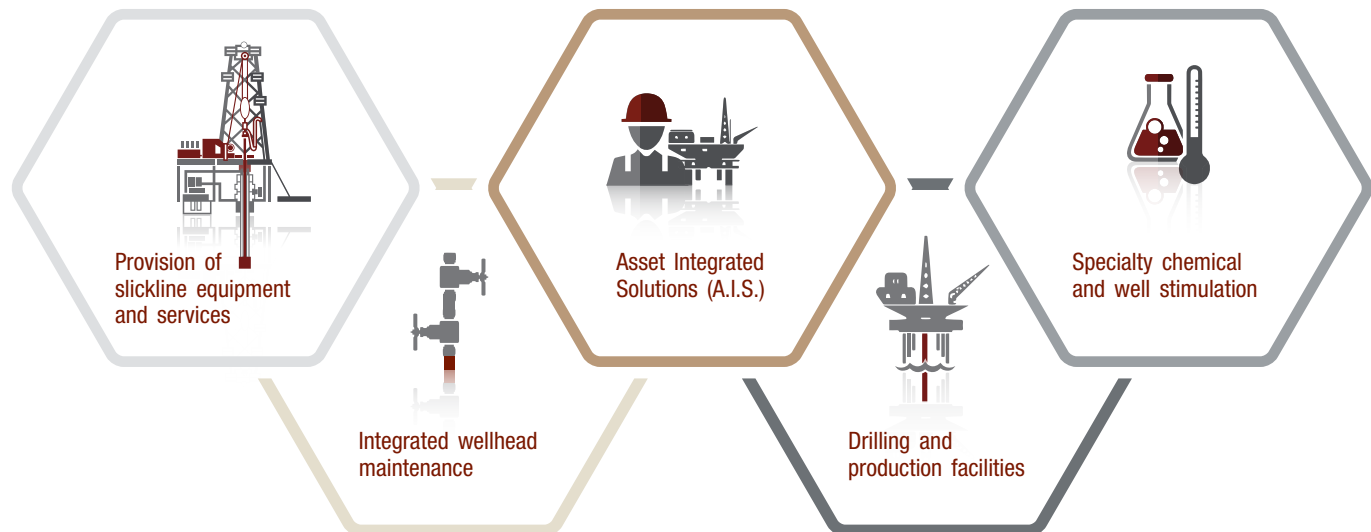 Provision of
slickline equipment
and services
Integrated wellhead
maintenance
Asset Integrated
Solutions (A.I.S.)
Drilling and
production facilities
Specialty chemical
and well stimulation